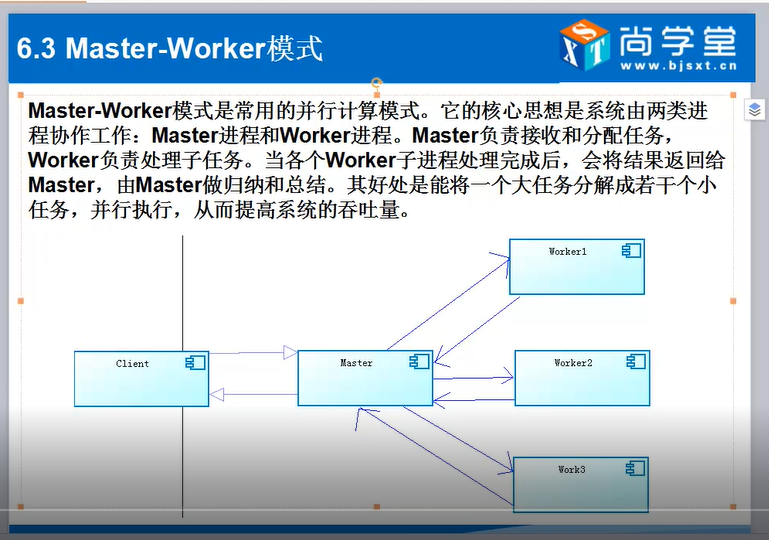 6.3 Master-Worker模式
尚学堂
www.bjsxt.cn
SXT
Master-Worker模式是常用的并行计算模式。它的核心思想是系统由两类进
程协作工作：Master进程和Worker进程。Master负责接收和分配任务，
Worker负责处理子任务。当各个Worker子进程处理完成后，会将结果返回给
Master，由Master做归纳和总结。其好处是能将一个大任务分解成若干个小
任务，并行执行，从而提高系统的吞吐量。
Worker1
Client
Master
Worker2
Work3